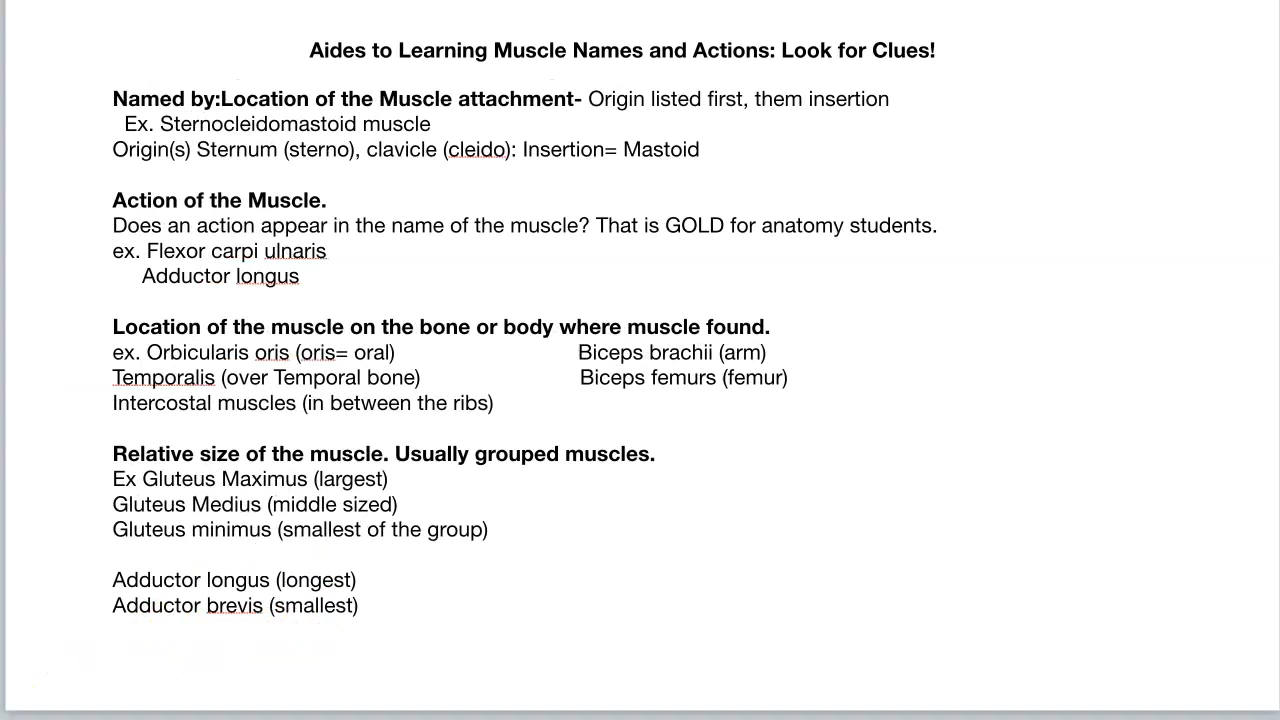 Aides to Learning Muscle Names and Actions: Look for Clues!
Named by:Location of the Muscle attachment- Origin listed first, them insertion
Ex. Sternocleidomastoid muscle
Origin(s) Sternum (sterno), clavicle (cleido): Insertion= Mastoid
Action of the Muscle.
Does an action appear in the name of the muscle? That is GOLD for anatomy students.
ex. Flexor carpi ulnaris
Adductor longus
Location of the muscle on the bone or body where muscle found.
ex. Orbicularis oris (oris= oral) Biceps brachii (arm)
Temporalis (over Temporal bone) Biceps femurs (femur)
Intercostal muscles (in between the ribs)
Relative size of the muscle. Usually grouped muscles.
Ex Gluteus Maximus (largest)
Gluteus Medius (middle sized)
Gluteus minimus (smallest of the group)
Adductor longus (longest)
Adductor brevis (smallest)